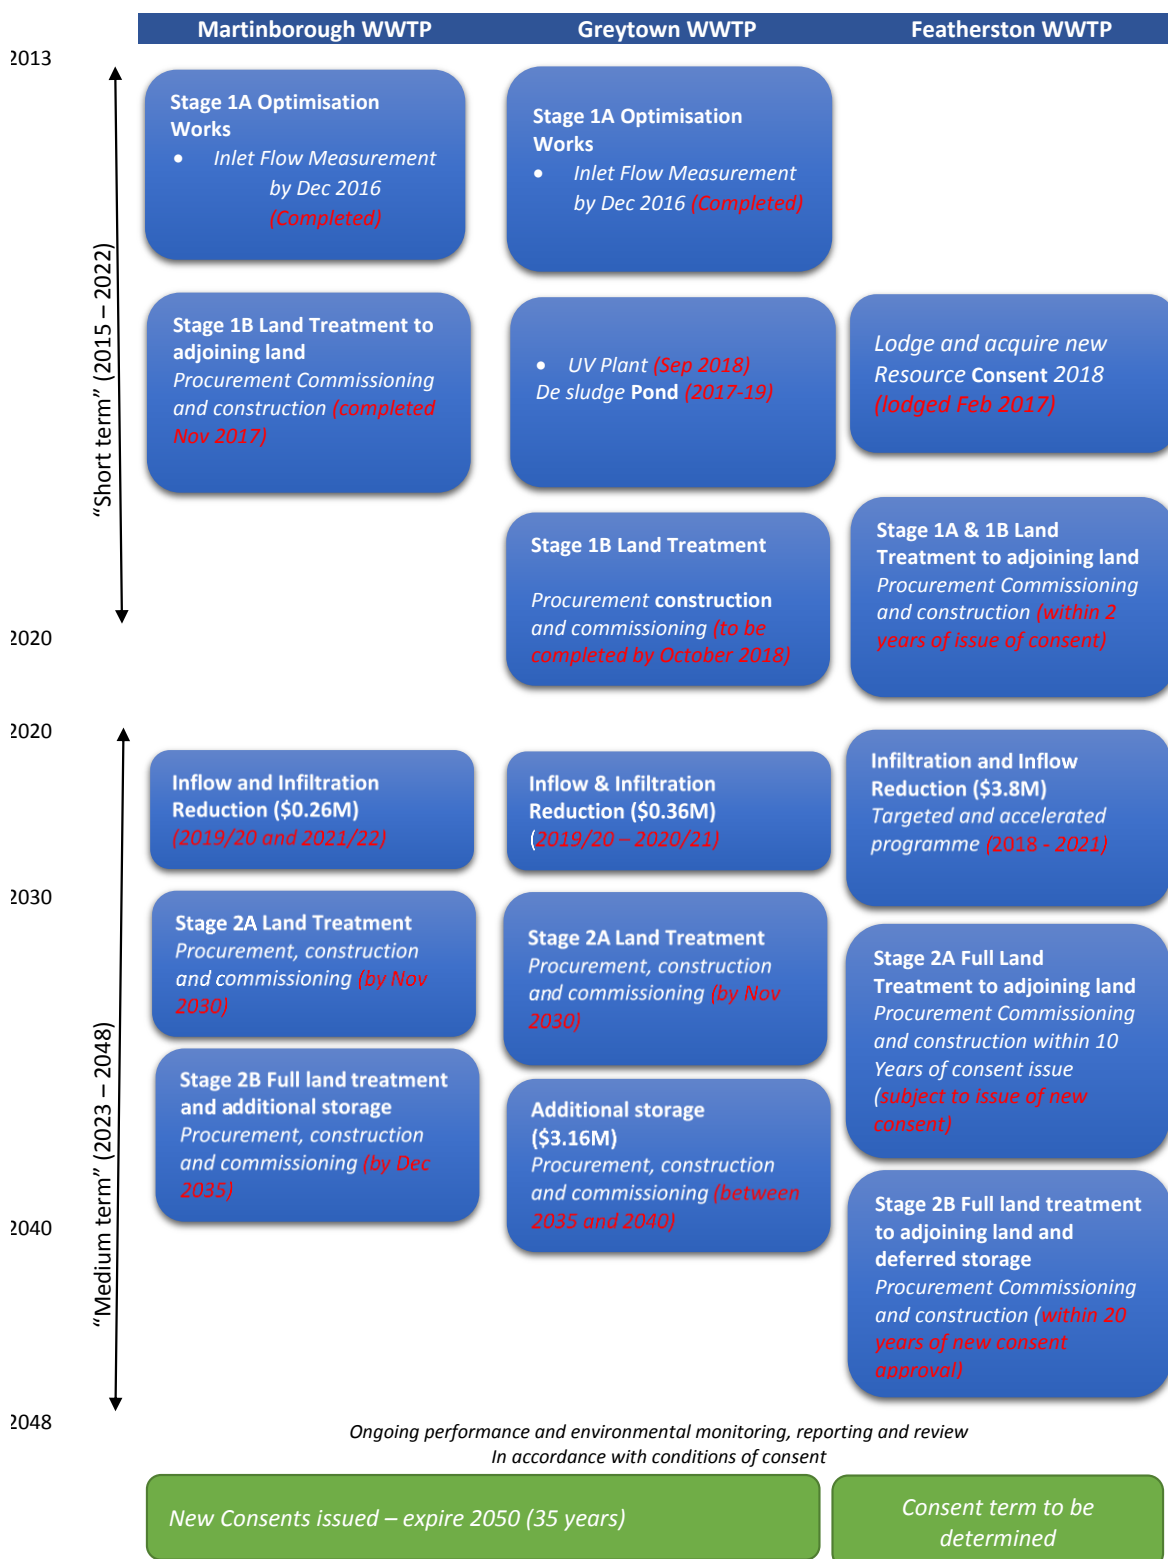 Martinborough WWTP
Greytown WWTP
Featherston WWTP
2013
"Short term" (2015 – 2022)
Stage 1A Optimisation
Works
• Inlet Flow Measurement
by Dec 2016
(Completed)
Stage 1A Optimisation
Works
• Inlet Flow Measurement
by Dec 2016 (Completed)
Stage 1B Land Treatment to
adjoining land
Procurement Commissioning
and construction (completed
Nov 2017)
• UV Plant (Sep 2018)
De sludge Pond (2017-19)
Lodge and acquire new
Resource Consent 2018
(lodged Feb 2017)
Stage 1B Land Treatment
Procurement construction
and commissioning (to be
completed by October 2018)
Stage 1A & 1B Land
Treatment to adjoining land
Procurement Commissioning
and construction (within 2
years of issue of consent)
2020
2020
"Medium term" (2023 – 2048)
Inflow and Infiltration
Reduction ($0.26M)
(2019/20 and 2021/22)
Inflow & Infiltration
Reduction ($0.36M)
(2019/20 – 2020/21)
Infiltration and Inflow
Reduction ($3.8M)
Targeted and accelerated
programme (2018 - 2021)
2030
Stage 2A Land Treatment
Procurement, construction
and commissioning (by Nov
2030)
Stage 2A Land Treatment
Procurement, construction
and commissioning (by Nov
2030)
Stage 2A Full Land
Treatment to adjoining land
Procurement Commissioning
and construction within 10
Years of consent issue
(subject to issue of new
consent)
Stage 2B Full land treatment
and additional storage
Procurement, construction
and commissioning (by Dec
2035)
Additional storage
($3.16M)
Procurement, construction
and commissioning (between
2035 and 2040)
Stage 2B Full land treatment
to adjoining land and
deferred storage
Procurement Commissioning
and construction (within 20
years of new consent
approval)
2040
2048
Ongoing performance and environmental monitoring, reporting and review
In accordance with conditions of consent
New Consents issued – expire 2050 (35 years)
Consent term to be
determined